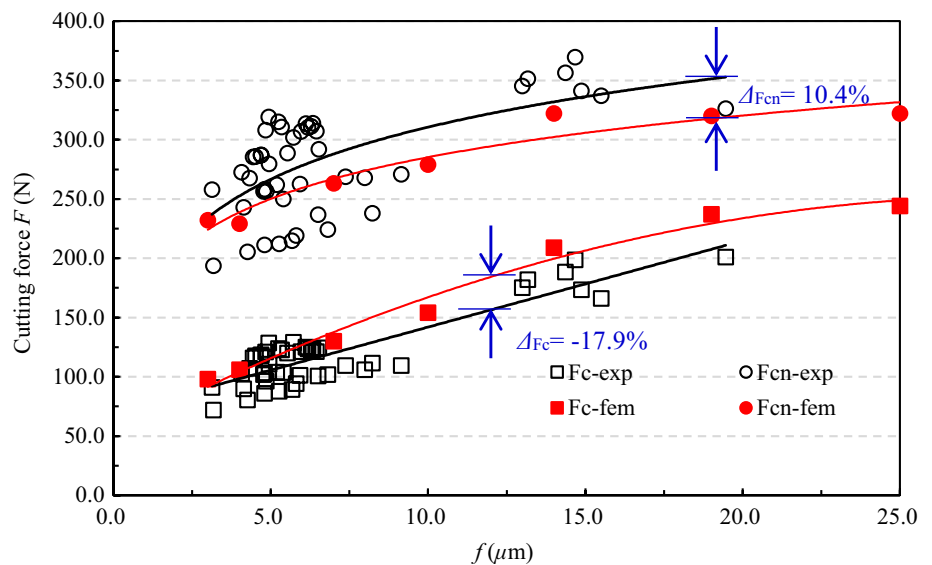 400.0
350.0
300.0
250.0
200.0
150.0
100.0
50.0
0.0
Cutting force F (N)
ΔFcn= 10.4%
ΔFc= -17.9%
Fc-exp
Fcn-exp
Fc-fem
Fcn-fem
5.0
10.0
15.0
20.0
25.0
f (μm)